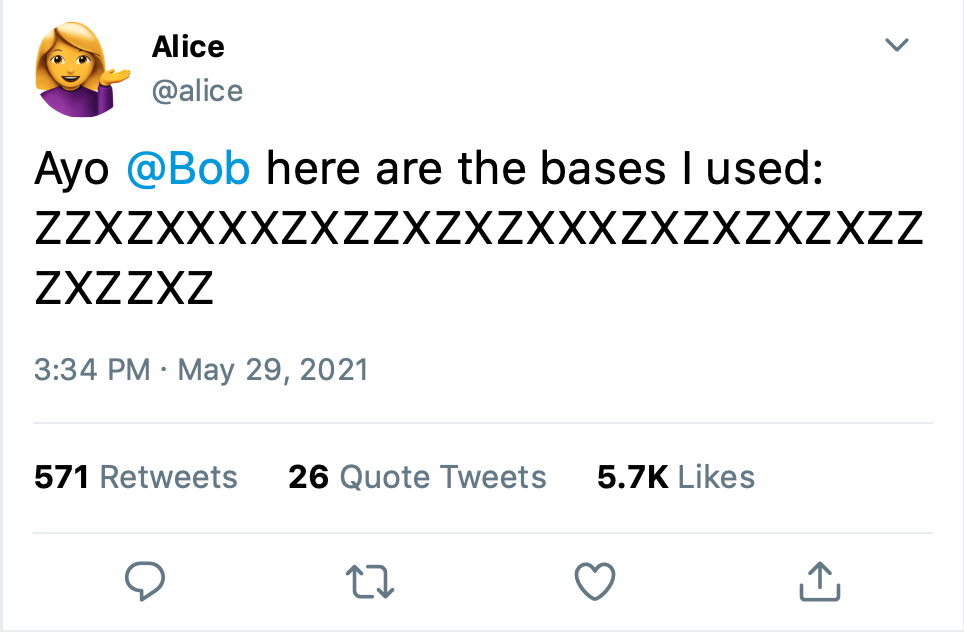 Alice
@alice
Ayo @Bob here are the bases I used:
ZZXZXXXXZXZZXZXZXXXZXZXZXZXZZ
ZXZZXZ
3:34 PM · May 29, 2021
571 Retweets 26 Quote Tweets 5.7K Likes